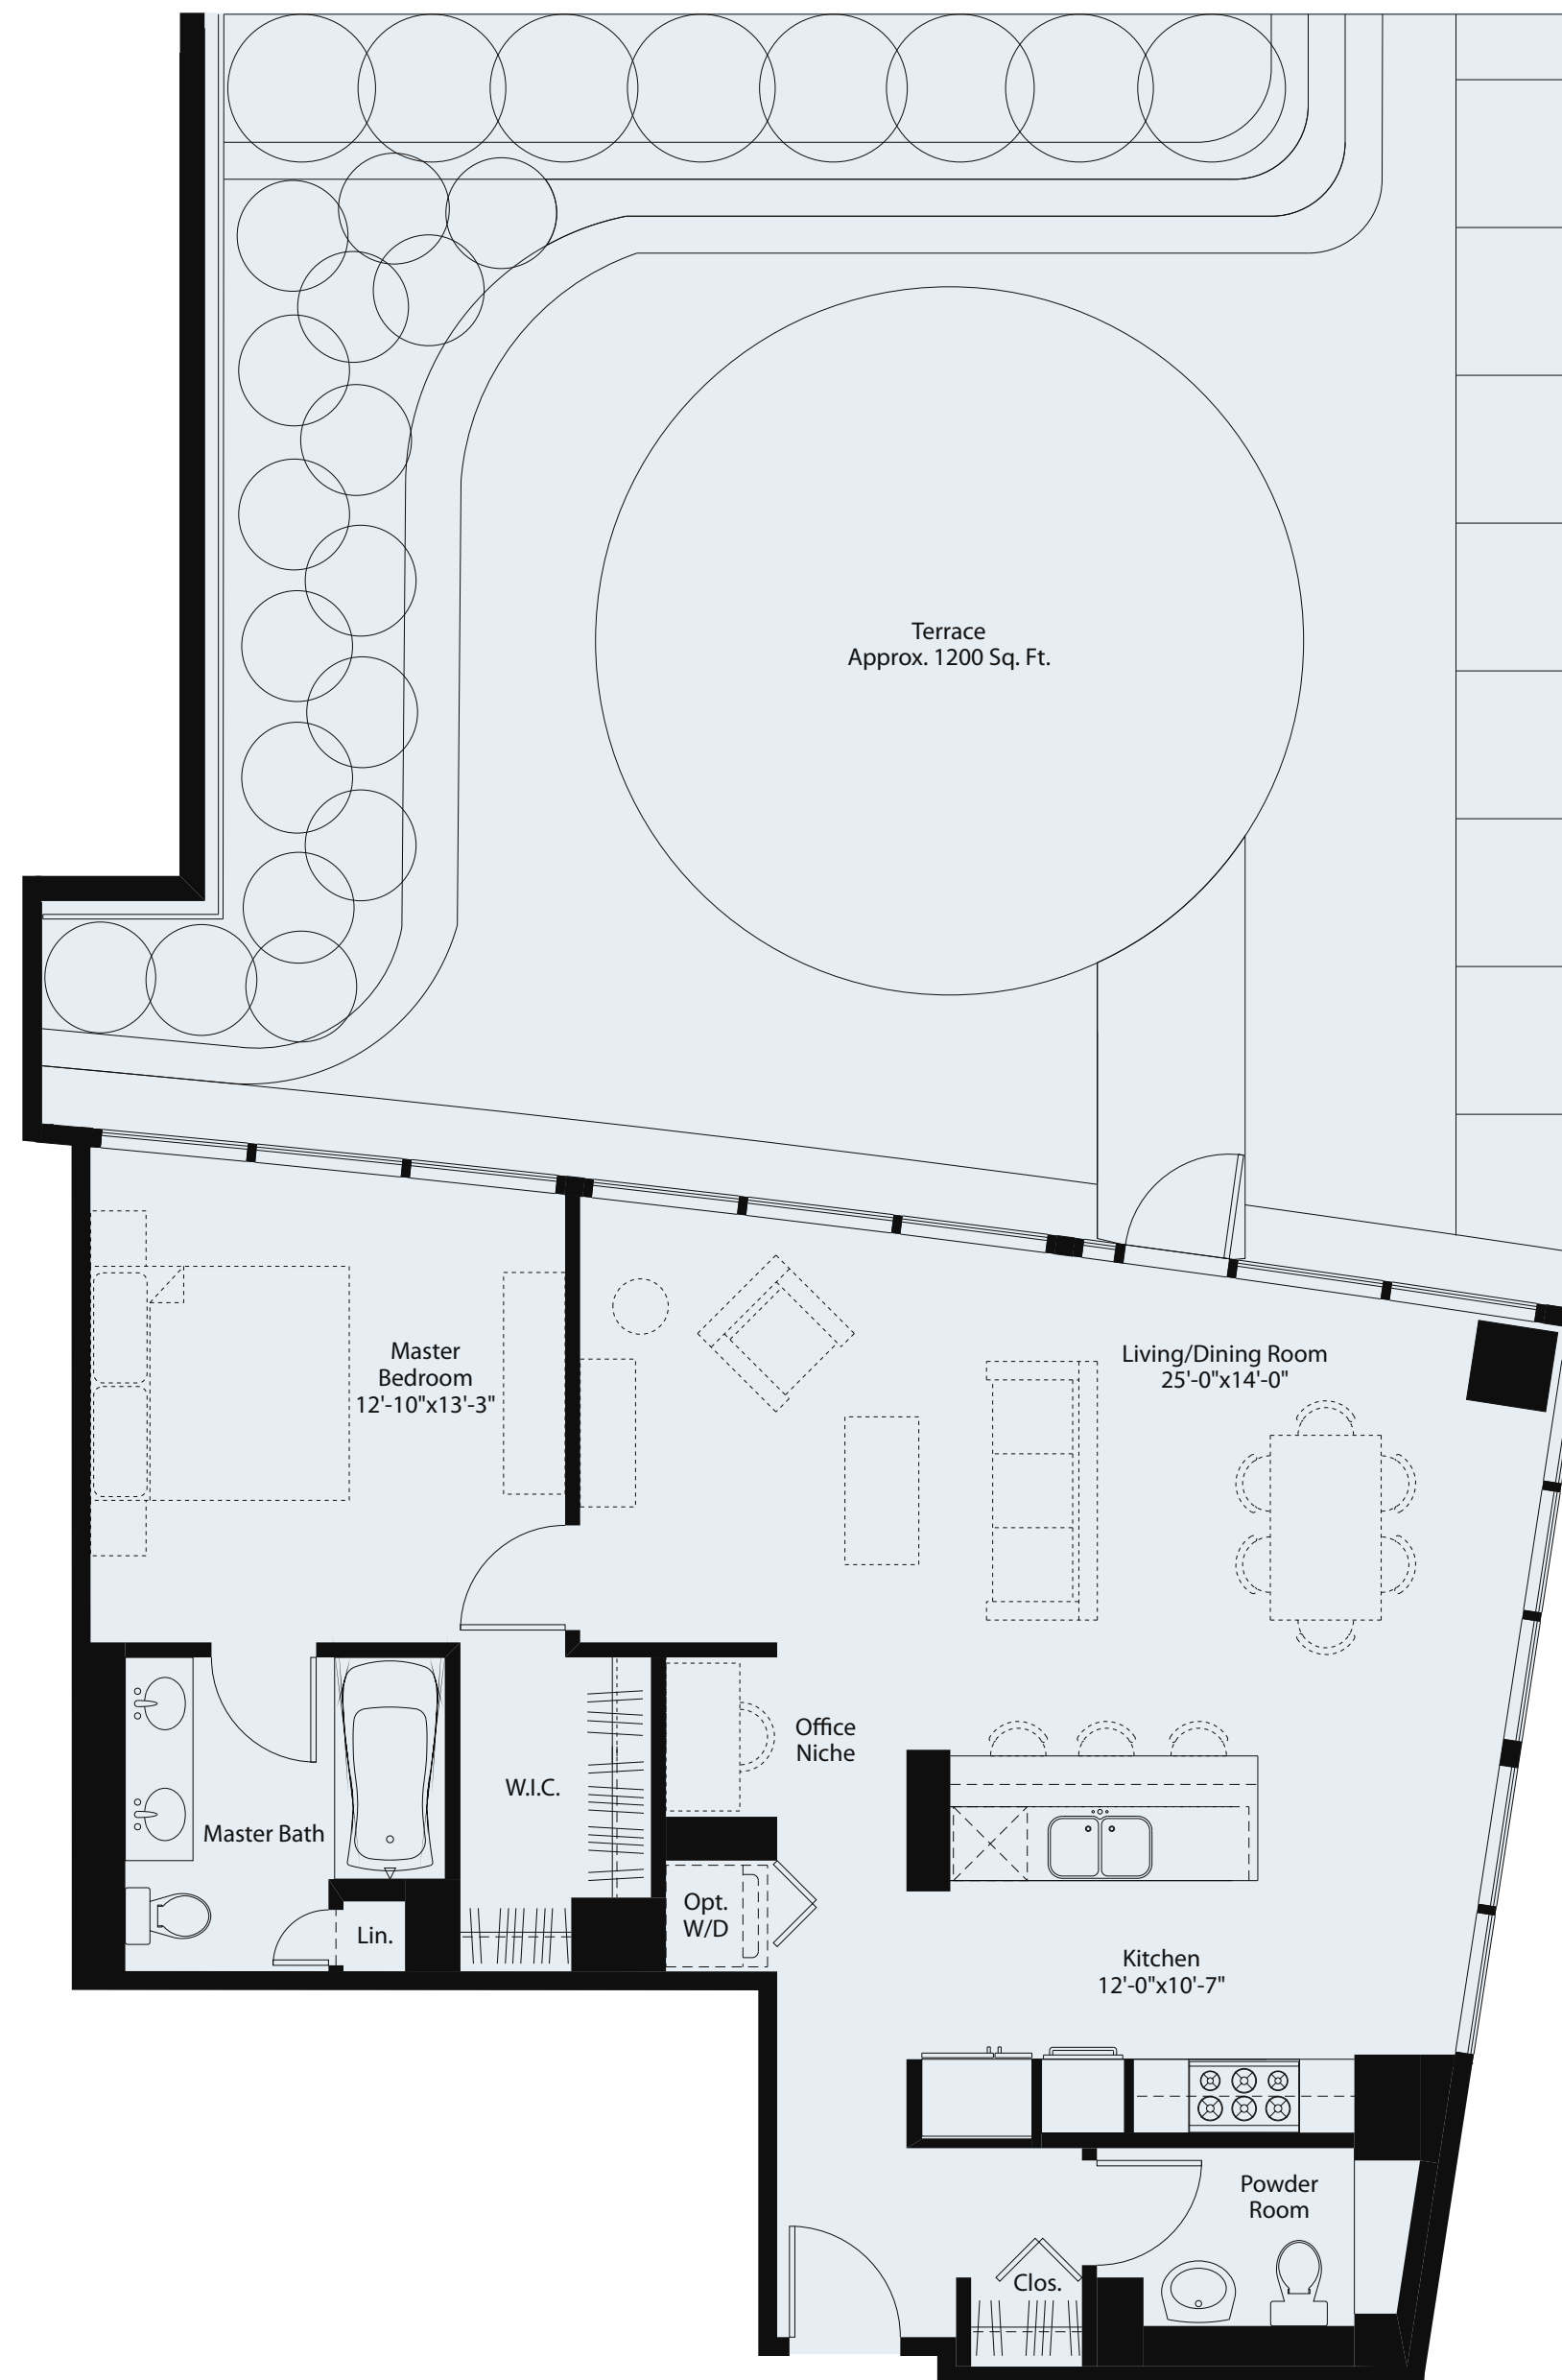 Terrace
Approx. 1200 Sq. Ft.
Master
Bedroom
12'-10"x13'-3"
Living/Dining Room
25'-0"x14'-0"
Office
Niche
W.I.C.
Master Bath
Opt.
W/D
Lin.
Kitchen
12'-0"x10'-7"
Powder
Room
Clos.